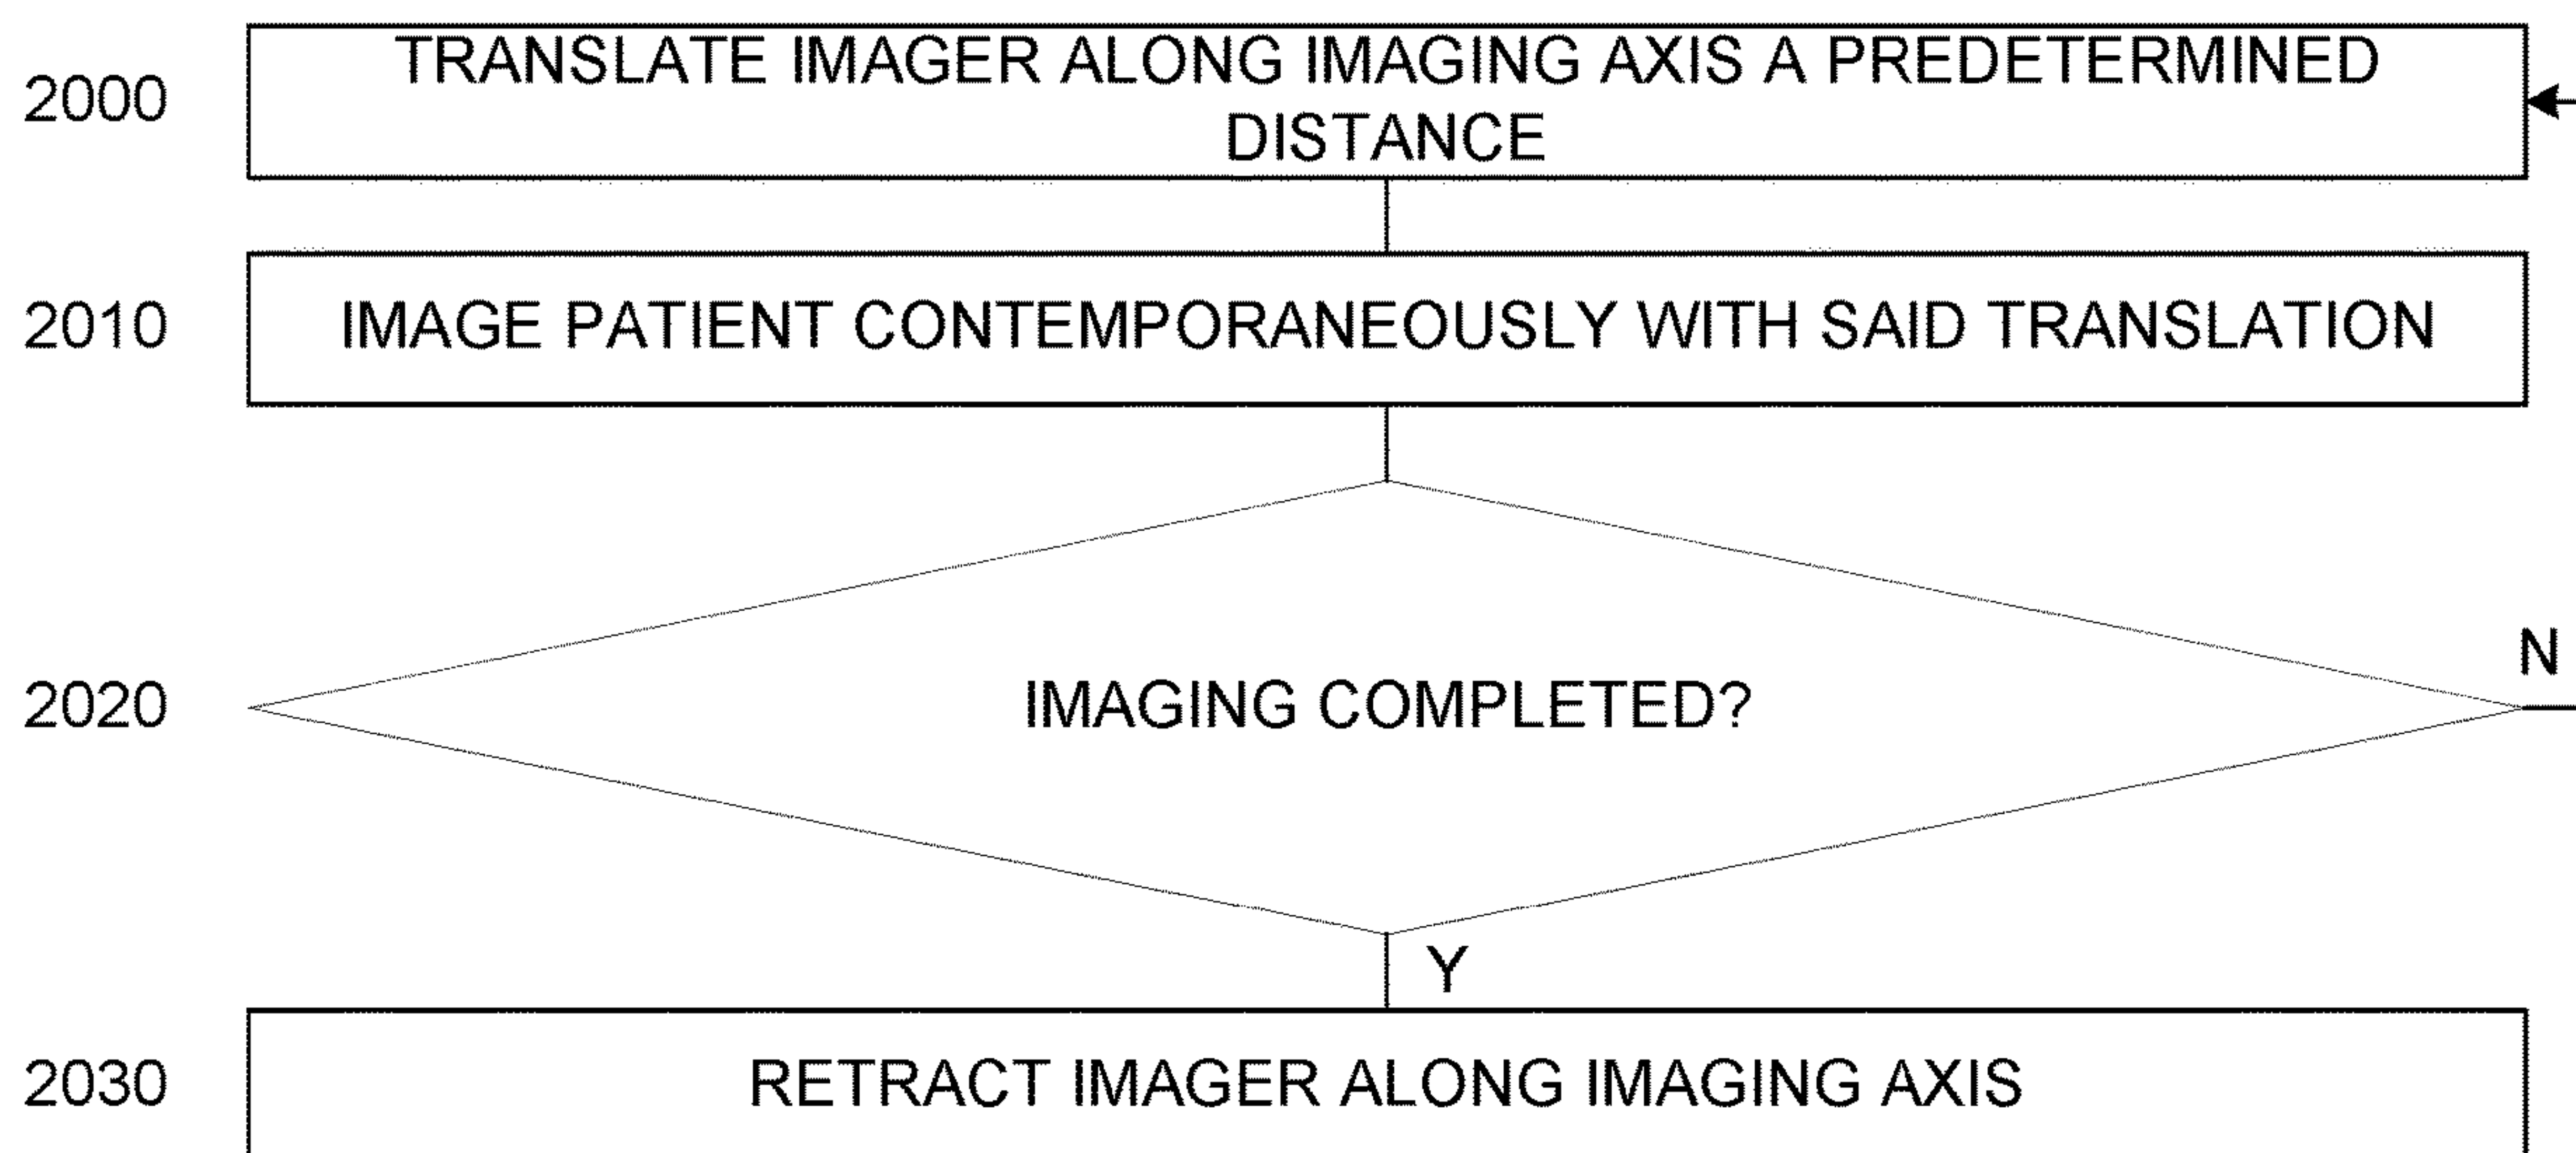 2000
TRANSLATE IMAGER ALONG IMAGING AXIS A PREDETERMINED
DISTANCE
2010
IMAGE PATIENT CONTEMPORANEOUSLY WITH SAID TRANSLATION
N
2020
IMAGING COMPLETED?
Y
2030
RETRACT IMAGER ALONG IMAGING AXIS